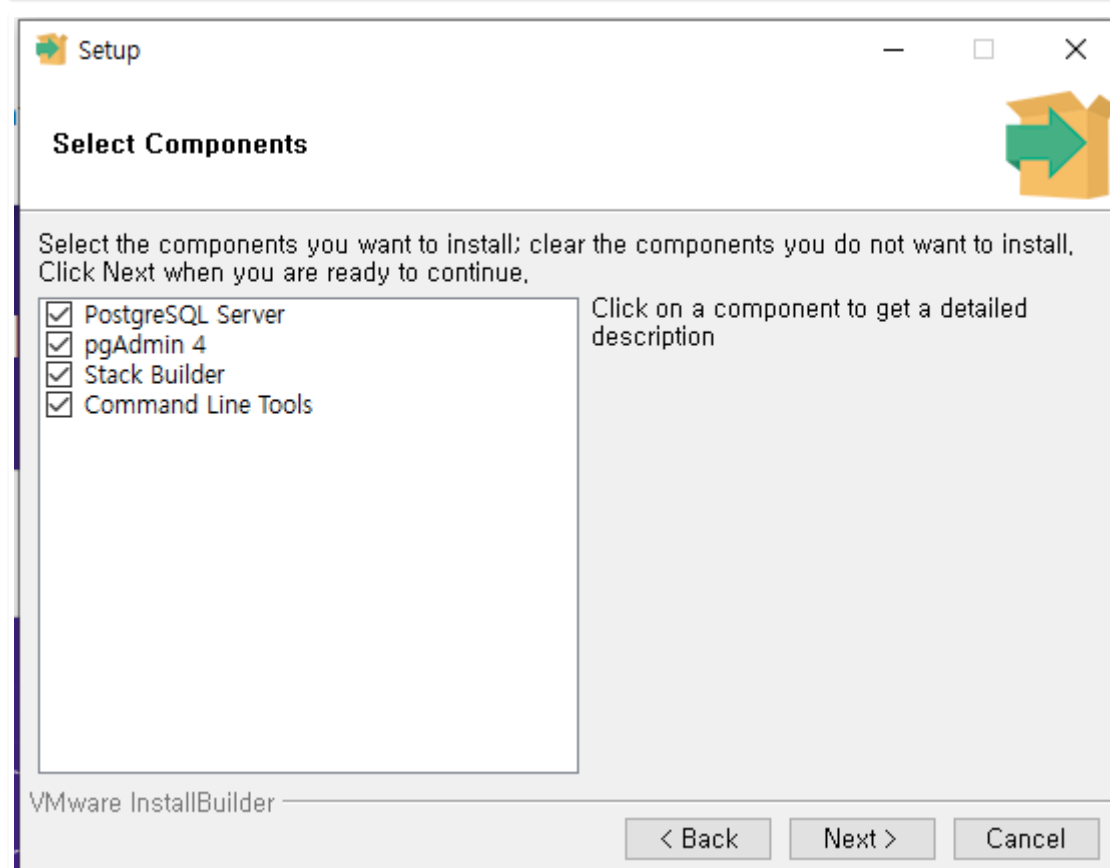 Setup
Select Components
Select the components you want to install; clear the components you do not want to install.
Click Next when you are ready to continue.
PostgreSQL Server
pgAdmin 4
Stack Builder
Command Line Tools
Click on a component to get a detailed
description
VMware InstallBuilder
< Back
Next >
Cancel